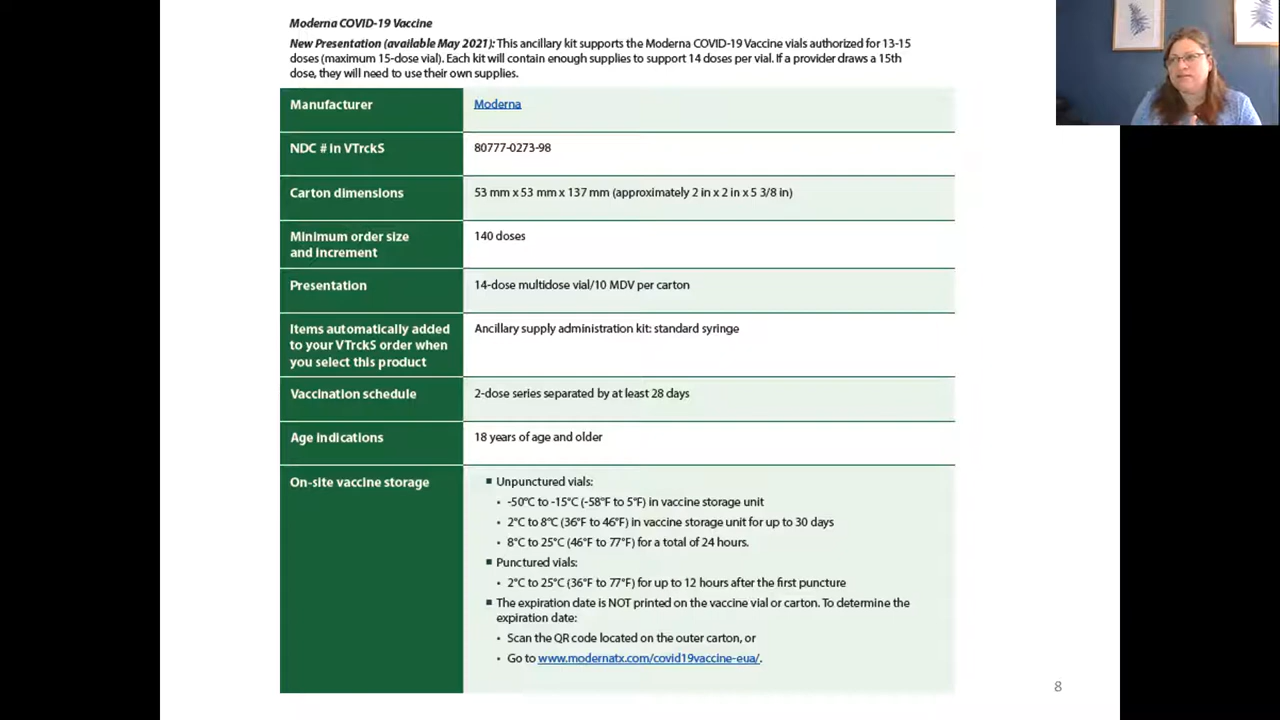 Moderna COVID-19 Vaccine
New Presentation (available May 2021): This ancillary kit supports the Moderna COVID-19 Vaccine vials authorized for 13-15
doses (maximum 15-dose vial). Each kit will contain enough supplies to support 14 doses per vial. If a provider draws a 15th
dose, they will need to use their own supplies.
Manufacturer
Moderna
NDC # in VTrckS
80777-0273-98
Carton dimensions
53 mm x 53 mm x 137 mm (approximately 2 in x 2 in x 5 3/8 in)
Minimum order size
and increment
140 doses
Presentation
14-dose multidose vial/10 MDV per carton
Items automatically added
to your VTrckS order when
you select this product
Ancillary supply administration kit: standard syringe
Vaccination schedule
2-dose series separated by at least 28 days
Age indications
18 years of age and older
On-site vaccine storage
▪ Unpunctured vials:
• -50°C to -15°C (-58°F to 5°F) in vaccine storage unit
• 2°C to 8°C (36°F to 46°F) in vaccine storage unit for up to 30 days
• 8°C to 25°C (46°F to 77°F) for a total of 24 hours.
▪ Punctured vials:
• 2°C to 25°C (36°F to 77°F) for up to 12 hours after the first puncture
▪ The expiration date is NOT printed on the vaccine vial or carton. To determine the
expiration date:
• Scan the QR code located on the outer carton, or
• Go to www.modernatx.com/covid19vaccine-eua/.
8